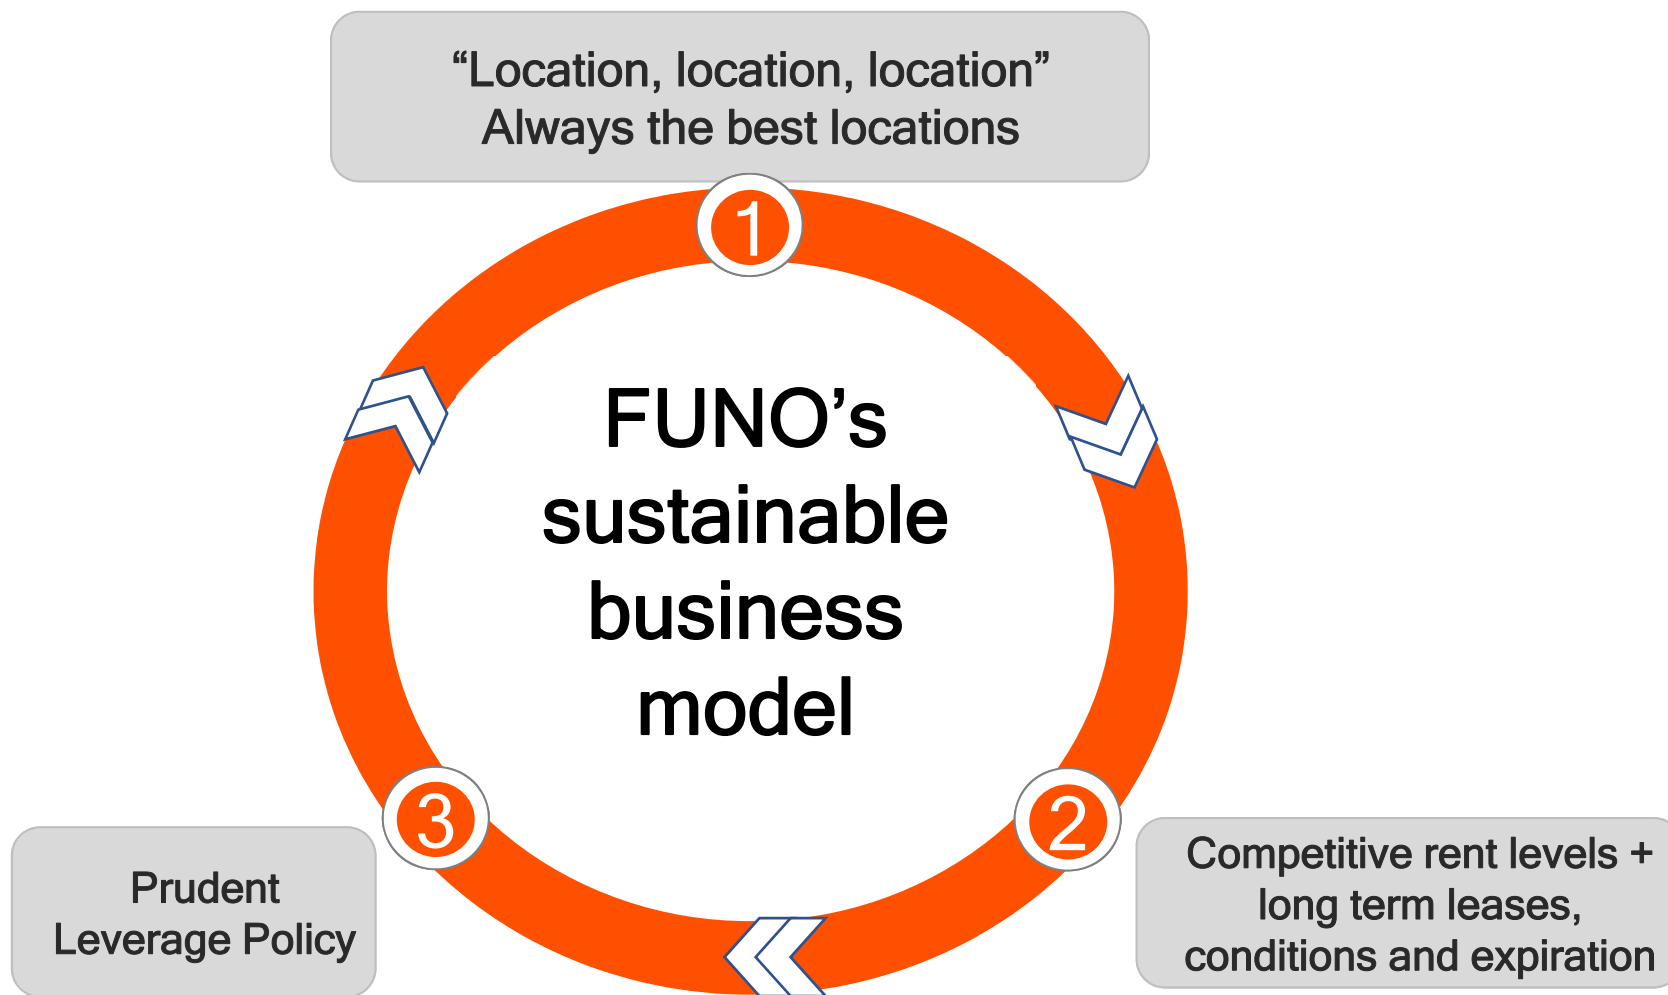 “Location, location, location”
Always the best locations
1
FUNO’s
sustainable
business
model
3
2
Prudent
Leverage Policy
Competitive rent levels +
long term leases,
conditions and expiration